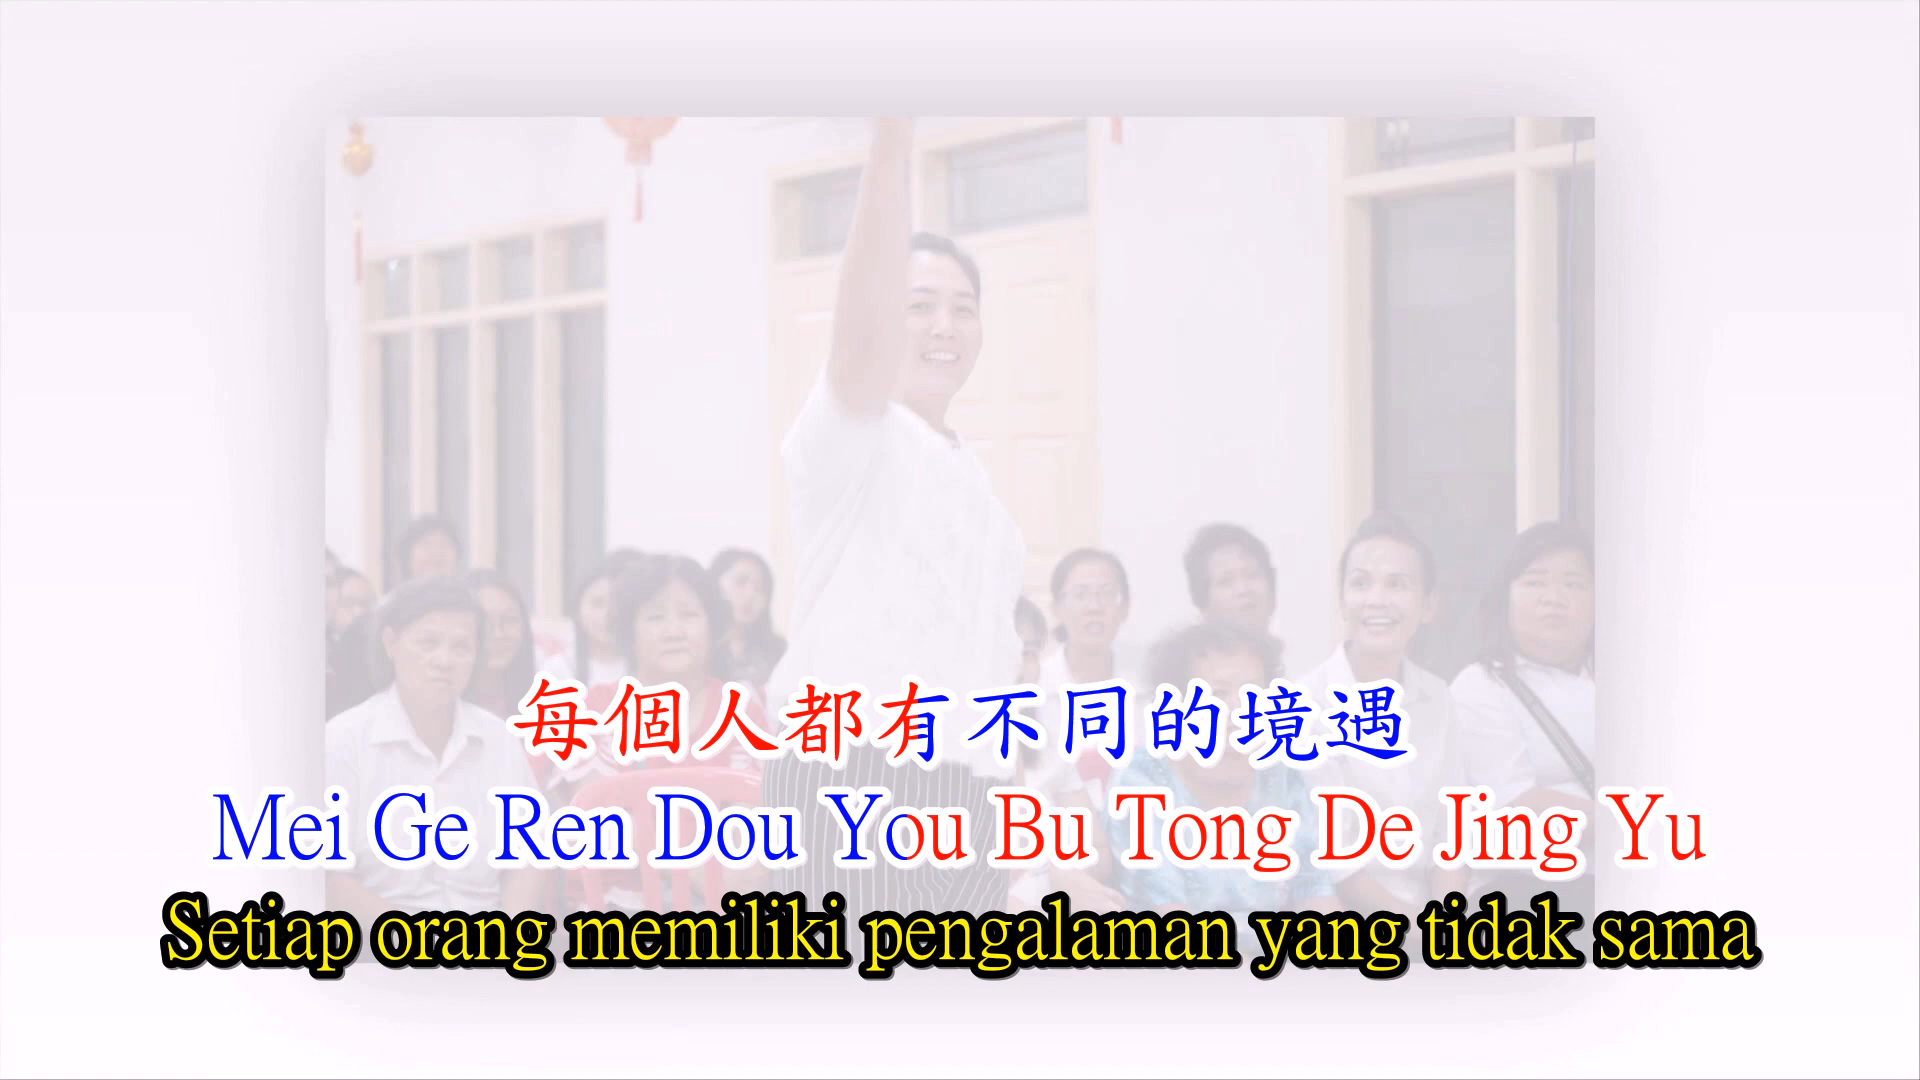 每個人都有不同的境遇
Mei Ge Ren Dou You Bu Tong De Jing Yu
Setiap orang memiliki pengalaman yang tidak sama